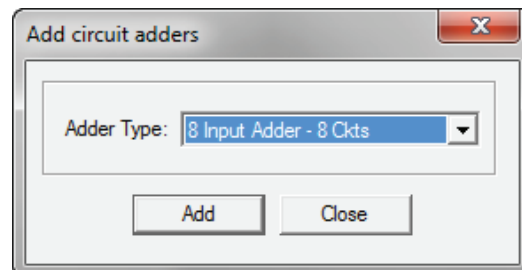 Add circuit adders
Adder Type: 8 Input Adder - 8 Ckts
Add Close